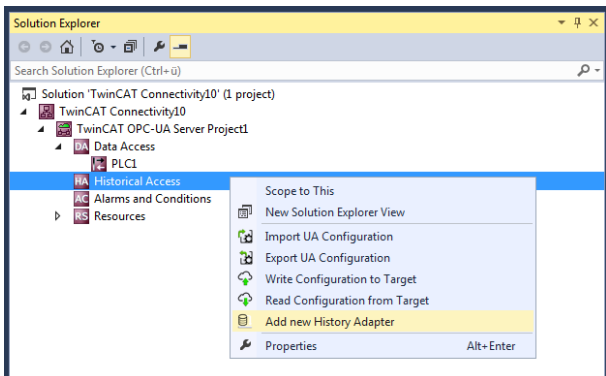 Solution Explorer
Search Solution Explorer (Ctrl+ü)
Solution 'TwinCAT Connectivity10' (1 project)
TwinCAT Connectivity10
TwinCAT OPC-UA Server Project1
DA Data Access
PLC1
HA Historical Access
AC Alarms and Conditions
RS Resources
Scope to This
New Solution Explorer View
Import UA Configuration
Export UA Configuration
Write Configuration to Target
Read Configuration from Target
Add new History Adapter
Properties Alt+Enter